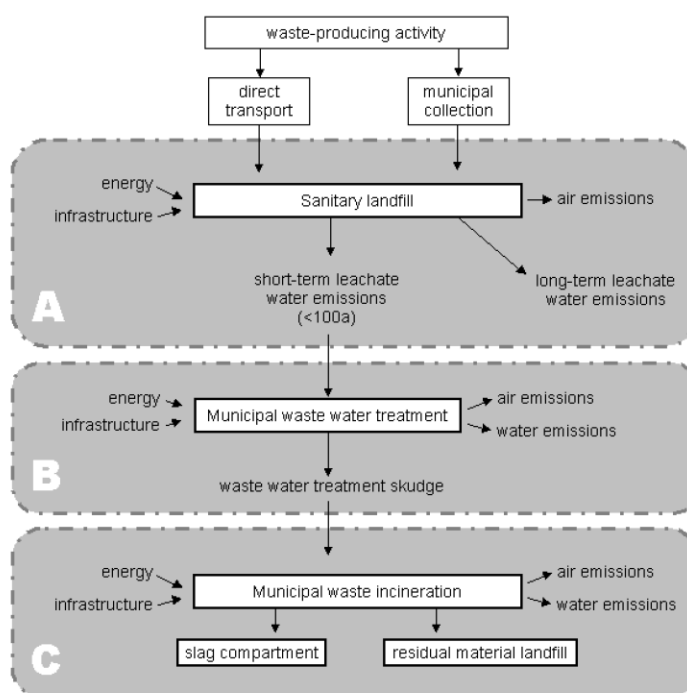 waste-producing activity
direct
transport
municipal
collection
energy
infrastructure
Sanitary landfill
air emissions
short-term leachate
water emissions
(<100a)
long-term leachate
water emissions
A
energy
infrastructure
Municipal waste water treatment
air emissions
water emissions
waste water treatment skudge
B
energy
infrastructure
Municipal waste incineration
air emissions
water emissions
slag compartment
residual material landfill
C